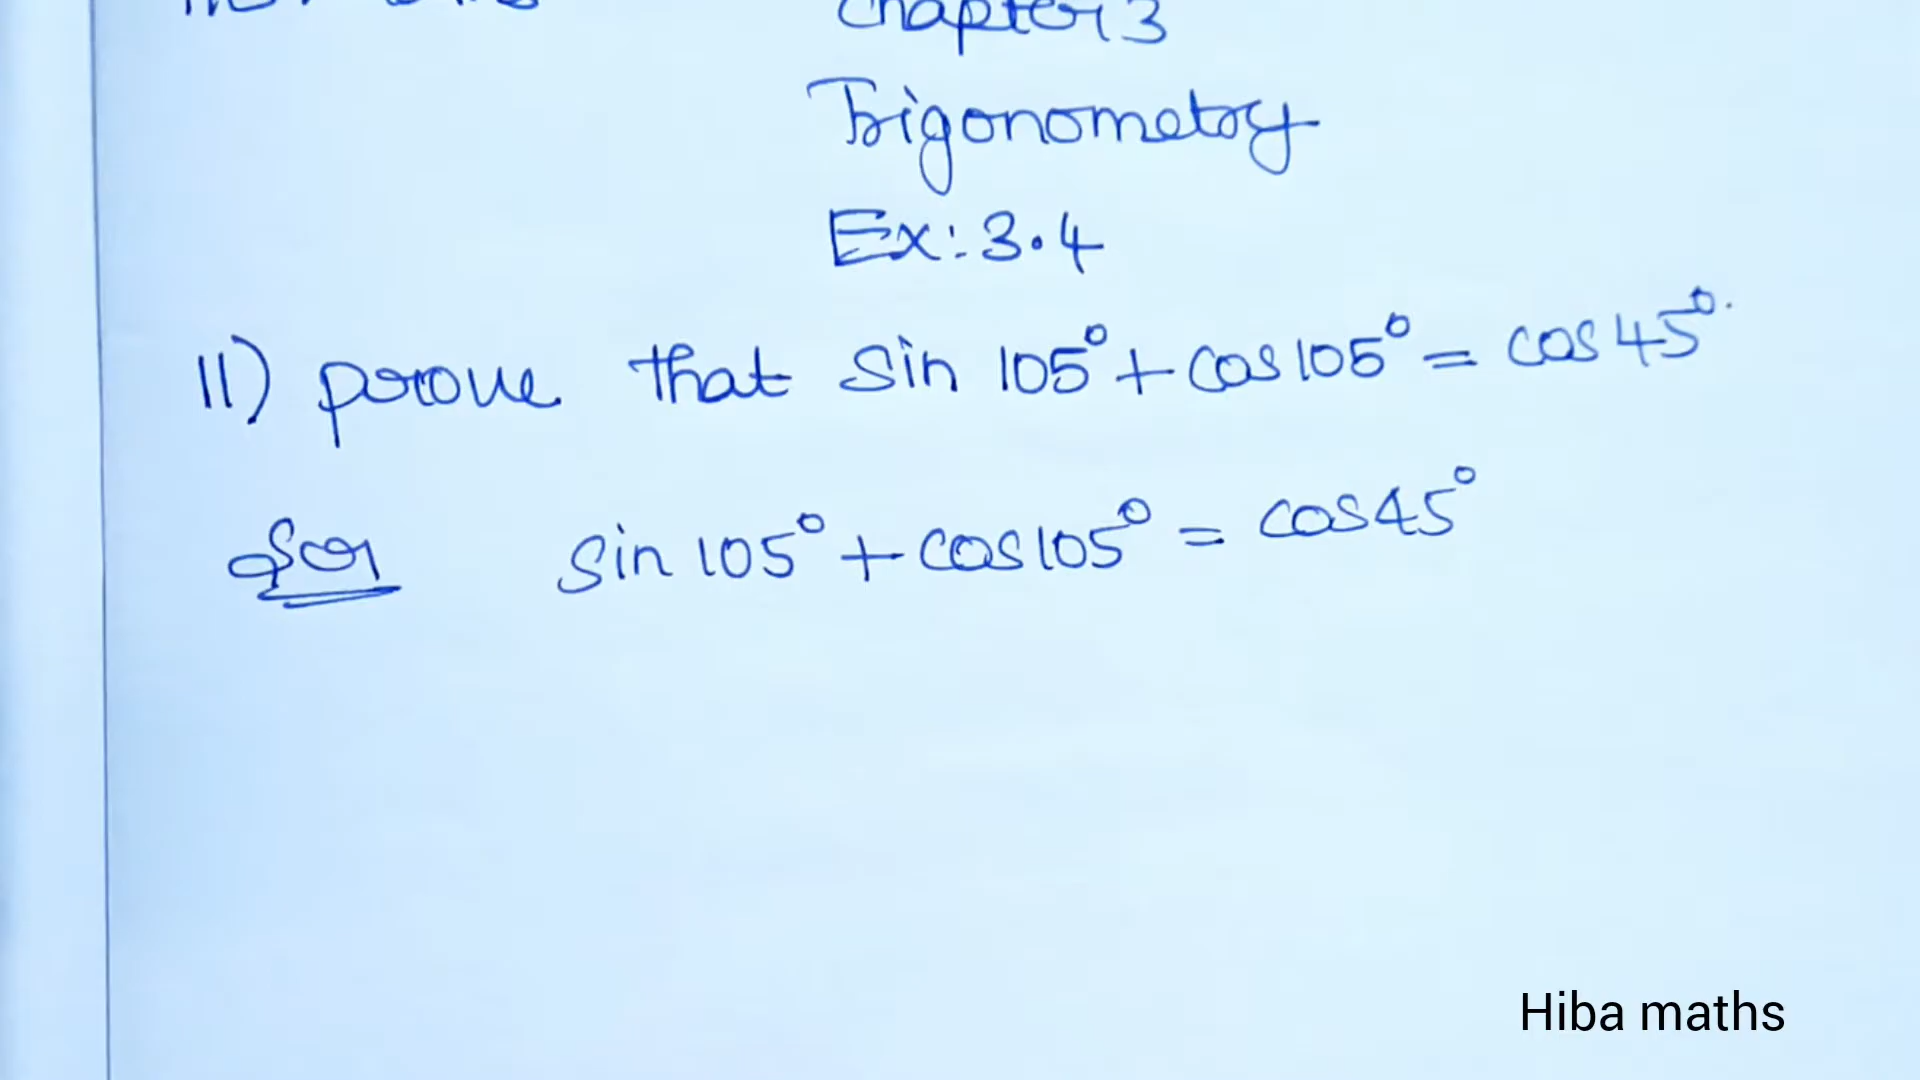 Chapter 3
Trigonometry
Ex: 3.4
11) prove that sin 105° + cos 105° = cos 45°.
Sol sin 105° + cos 105° = cos 45°
Hiba maths